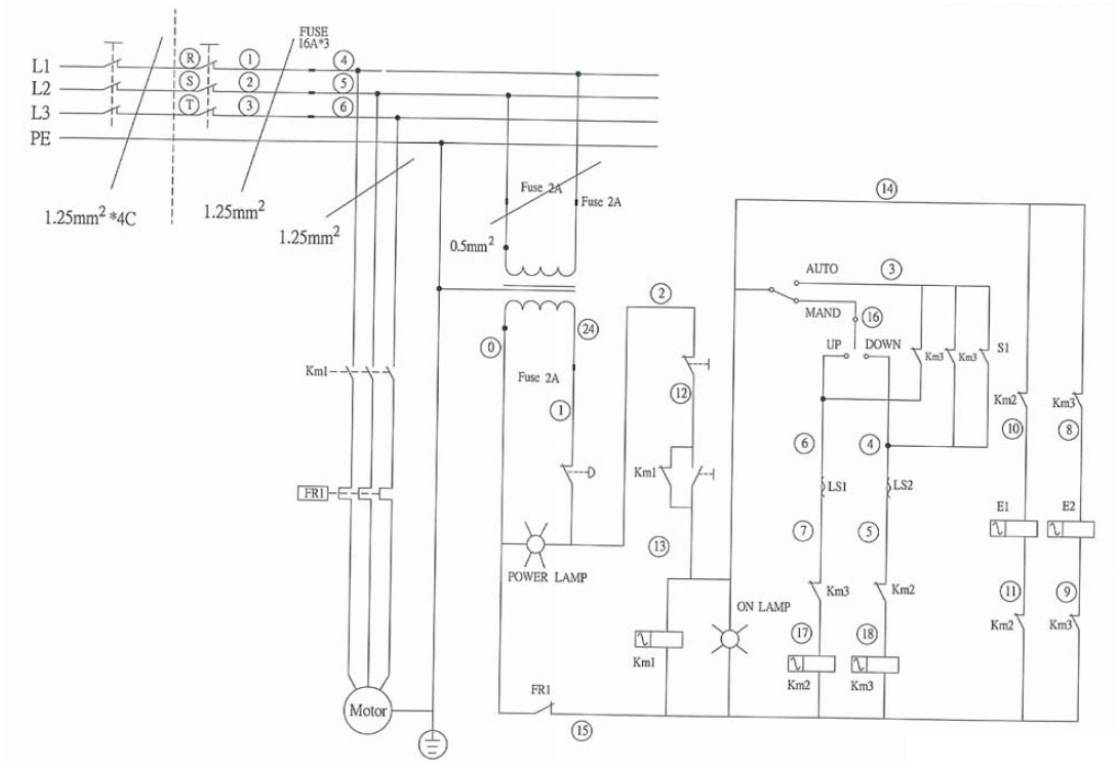 FUSE
16A*3
L1 R 1 4
L2 S 2 5
L3 T 3 6
PE
1.25mm² *4C
1.25mm²
1.25mm²
Fuse 2A
Fuse 2A
0.5mm²
14
AUTO 3
2
MAND 16
0
24
UP DOWN
Km3
Km3
S1
Km1
Fuse 2A
1
12
Km2
Km3
10
8
6
4
Km1
FR1
LS1
LS2
E1
E2
7
5
13
POWER LAMP
Km3
Km2
11
9
ON LAMP
Km2
Km3
17
18
Km1
Km2
Km3
FR1
Motor
15